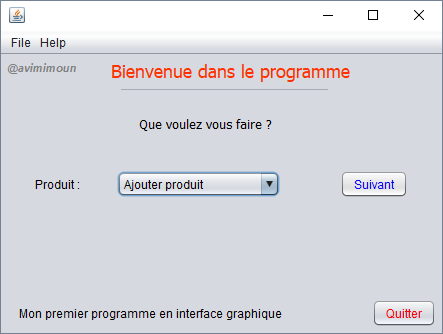 File Help
@avimimoun
Bienvenue dans le programme
Que voulez vous faire ?
Produit : Ajouter produit Suivant
Mon premier programme en interface graphique Quitter